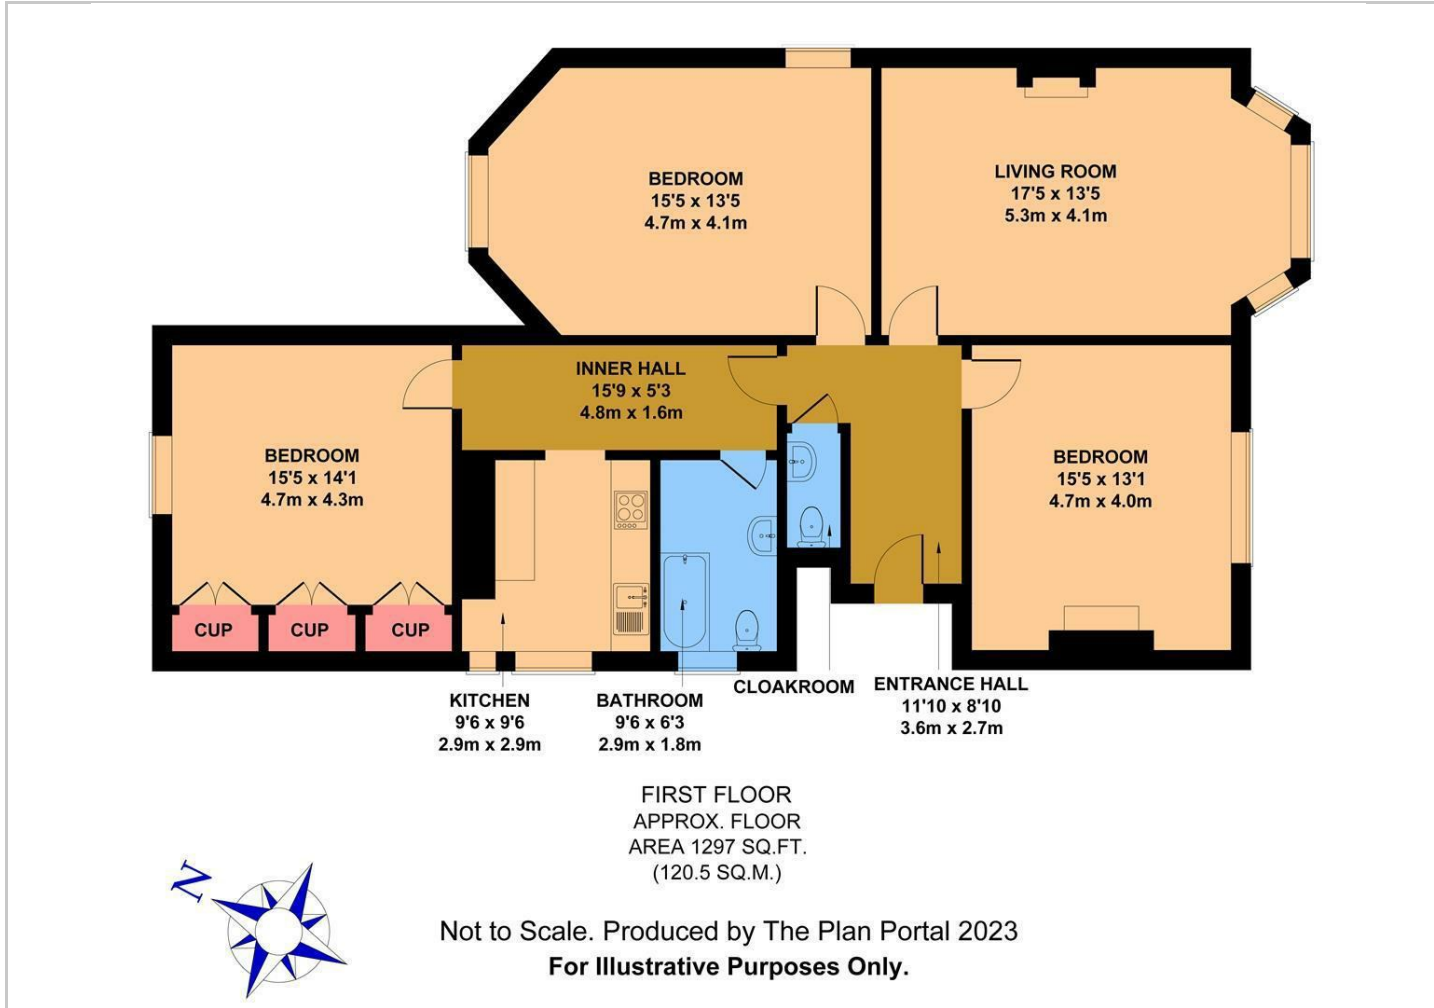 BEDROOM
15'5 x 13'5
4.7m x 4.1m
LIVING ROOM
17'5 x 13'5
5.3m x 4.1m
INNER HALL
15'9 x 5'3
4.8m x 1.6m
BEDROOM
15'5 x 14'1
4.7m x 4.3m
BEDROOM
15'5 x 13'1
4.7m x 4.0m
CUP
CUP
CUP
KITCHEN
9'6 x 9'6
2.9m x 2.9m
BATHROOM
9'6 x 6'3
2.9m x 1.8m
CLOAKROOM
ENTRANCE HALL
11'10 x 8'10
3.6m x 2.7m
FIRST FLOOR
APPROX. FLOOR
AREA 1297 SQ.FT.
(120.5 SQ.M.)
N
Not to Scale. Produced by The Plan Portal 2023
For Illustrative Purposes Only.